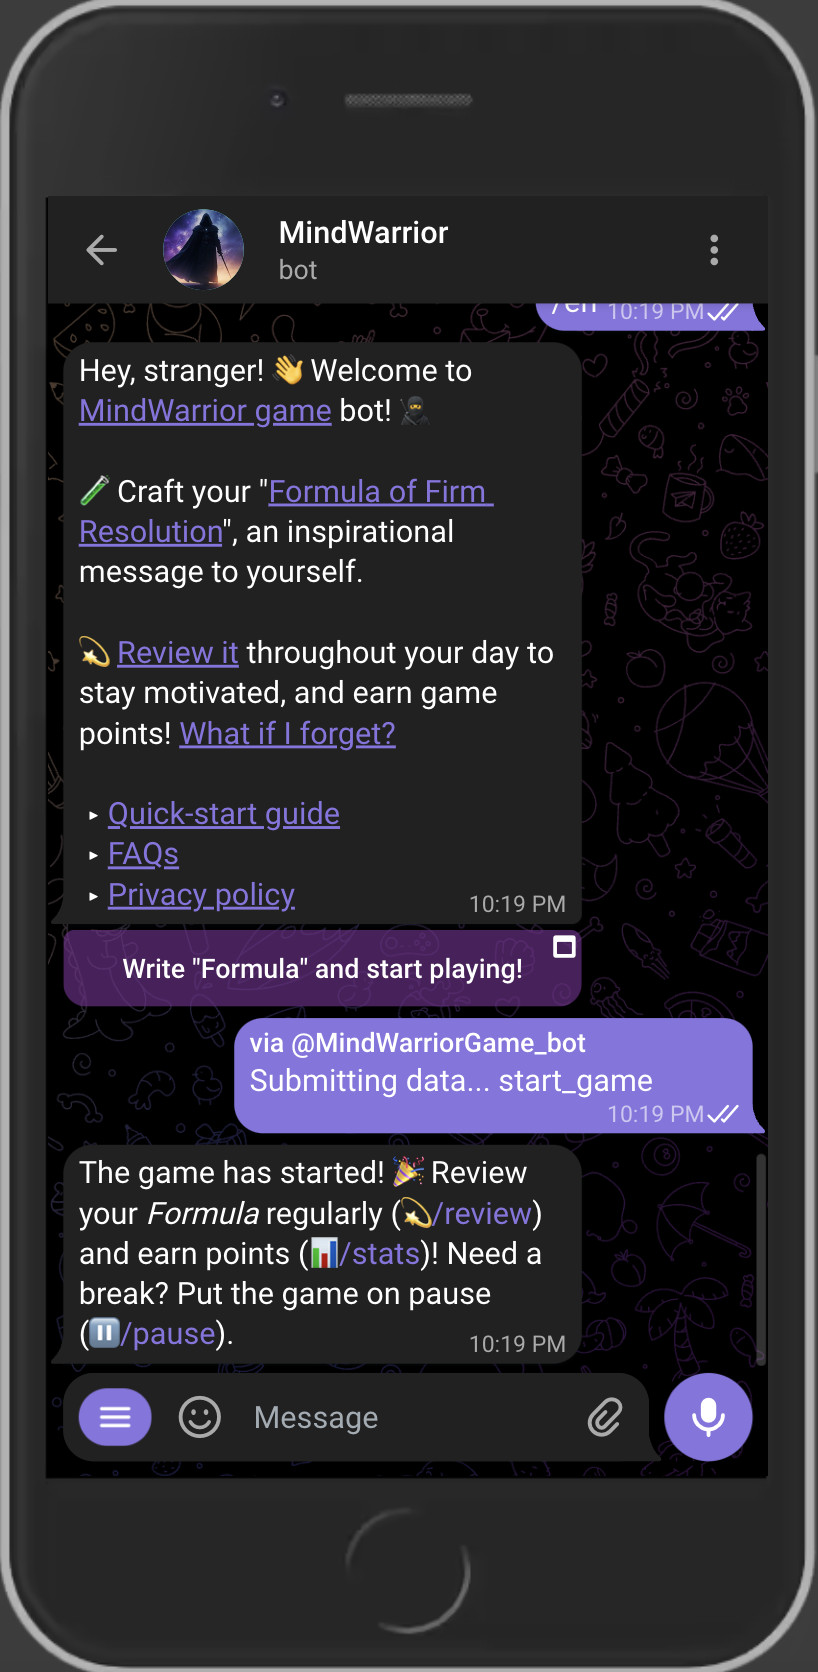 MindWarrior
bot
/en 10:19 PM
Hey, stranger! 👋 Welcome to
MindWarrior game bot! 🥷
🧪 Craft your "Formula of Firm
Resolution", an inspirational
message to yourself.
💫 Review it throughout your day to
stay motivated, and earn game
points! What if I forget?
▸ Quick-start guide
▸ FAQs
▸ Privacy policy
10:19 PM
Write "Formula" and start playing!
via @MindWarriorGame_bot
Submitting data... start_game
10:19 PM
The game has started! 🎉 Review
your Formula regularly (💫/review)
and earn points (📊/stats)! Need a
break? Put the game on pause
(⏸️/pause).
10:19 PM
Message